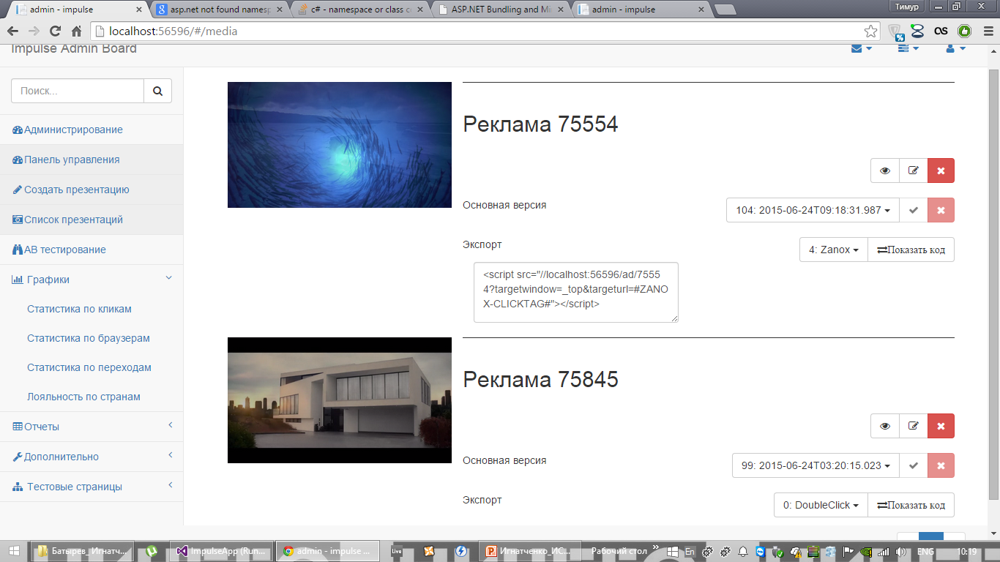 admin - impulse
asp.net not found namesp
c# - namespace or class c
ASP.NET Bundling and Mi
admin - impulse
Тимур
localhost:56596/#/media
Impulse Admin Board
Поиск...
Администрирование
Панель управления
Создать презентацию
Список презентаций
АВ тестирование
Графики
Статистика по кликам
Статистика по браузерам
Статистика по переходам
Лояльность по странам
Отчеты
Дополнительно
Тестовые страницы
Реклама 75554
Основная версия
104: 2015-06-24T09:18:31.987
Экспорт
4: Zanox
Показать код
<script src="//localhost:56596/ad/7555
4?targetwindow=_top&targeturl=#ZANO
X-CLICKTAG#"></script>
Реклама 75845
Основная версия
99: 2015-06-24T03:20:15.023
Экспорт
0: DoubleClick
Показать код
Батырев_Игнатч...
ImpulseApp (Run...
admin - impulse ...
Live
Игнатченко_ИС...
Рабочий стол
En
ENG
10:19